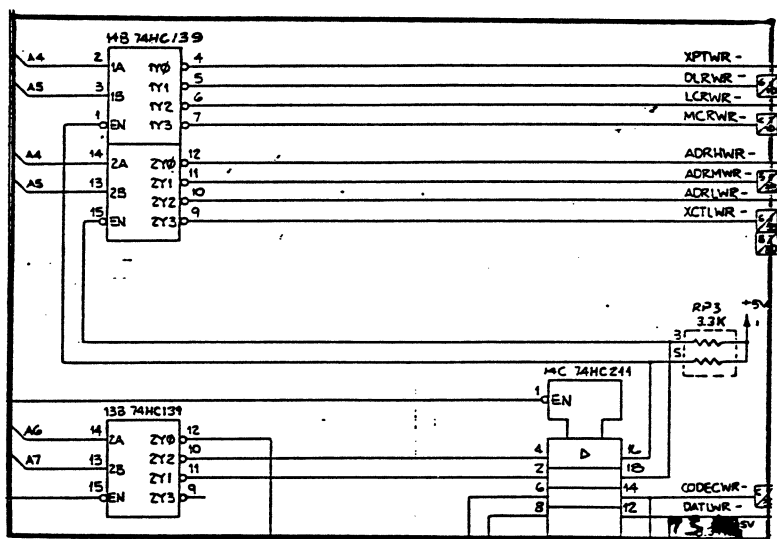 14B 74HC139
A4 2 1A 1Y0 4 XPTWR-
A5 3 1B 1Y1 5 DLRWR-
1Y2 6 LCRWR-
1 EN 1Y3 7 MCRWR-
A4 14 2A 2Y0 12 ADRHWR-
A5 13 2B 2Y1 11 ADRMWR-
2Y2 10 ADRLWR-
15 EN 2Y3 9 XCTLWR-
RP3 +5V
3.3K
3
5
14C 74HC241
1 EN
13B 74HC139
A6 14 2A 2Y0 12
A7 13 2B 2Y2 10 4 16
2Y1 11 2 18
15 EN 2Y3 9 6 14 CODECWR-
8 12 DATLWR-
5V